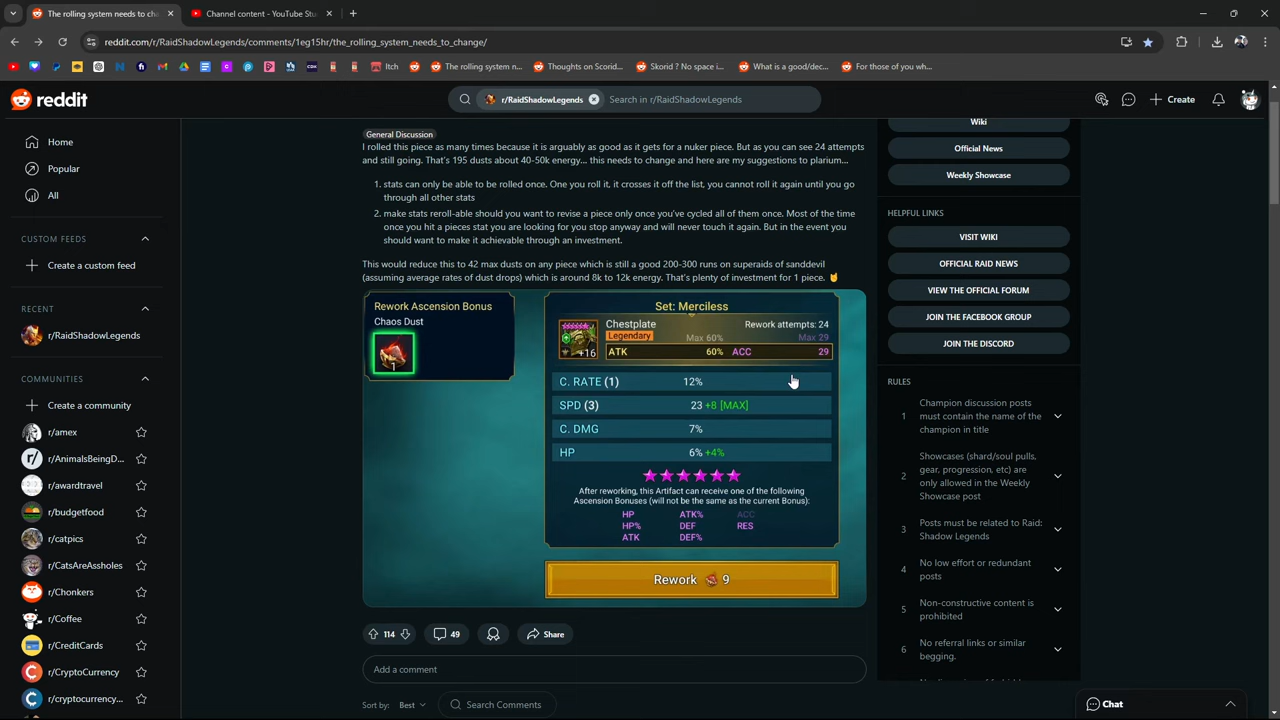 The rolling system needs to cha
Channel content - YouTube Stu
reddit.com/r/RaidShadowLegends/comments/1eg15hr/the_rolling_system_needs_to_change/
Itch
The rolling system n...
Thoughts on Scorid...
Skorid ? No space i...
What is a good/dec...
For those of you wh...
reddit
r/RaidShadowLegends
Search in r/RaidShadowLegends
Create
Home
Popular
All
CUSTOM FEEDS
Create a custom feed
RECENT
r/RaidShadowLegends
COMMUNITIES
Create a community
r/amex
r/AnimalsBeingD...
r/awardtravel
r/budgetfood
r/catpics
r/CatsAreAssholes
r/Chonkers
r/Coffee
r/CreditCards
r/CryptoCurrency
r/cryptocurrency...
General Discussion
I rolled this piece as many times because it is arguably as good as it gets for a nuker piece. But as you can see 24 attempts
and still going. That's 195 dusts about 40-50k energy... this needs to change and here are my suggestions to plarium...
1. stats can only be able to be rolled once. One you roll it, it crosses it off the list, you cannot roll it again until you go
through all other stats
2. make stats reroll-able should you want to revise a piece only once you've cycled all of them once. Most of the time
once you hit a pieces stat you are looking for you stop anyway and will never touch it again. But in the event you
should want to make it achievable through an investment.
This would reduce this to 42 max dusts on any piece which is still a good 200-300 runs on superaids of sanddevil
(assuming average rates of dust drops) which is around 8k to 12k energy. That's plenty of investment for 1 piece. 🤘
Rework Ascension Bonus
Chaos Dust
1
Set: Merciless
Chestplate
Rework attempts: 24
Legendary
Max 60%
Max 29
+16
ATK 60% ACC 29
C. RATE (1) 12%
SPD (3) 23 +8 [MAX]
C. DMG 7%
HP 6% +4%
After reworking, this Artifact can receive one of the following
Ascension Bonuses (will not be the same as the current Bonus):
HP ATK% ACC
HP% DEF RES
ATK DEF%
Rework 9
114
49
Share
Add a comment
Sort by: Best
Search Comments
Wiki
Official News
Weekly Showcase
HELPFUL LINKS
VISIT WIKI
OFFICIAL RAID NEWS
VIEW THE OFFICIAL FORUM
JOIN THE FACEBOOK GROUP
JOIN THE DISCORD
RULES
1 Champion discussion posts
must contain the name of the
champion in title
2 Showcases (shard/soul pulls,
gear, progression, etc) are
only allowed in the Weekly
Showcase post
3 Posts must be related to Raid:
Shadow Legends
4 No low effort or redundant
posts
5 Non-constructive content is
prohibited
6 No referral links or similar
begging.
Chat